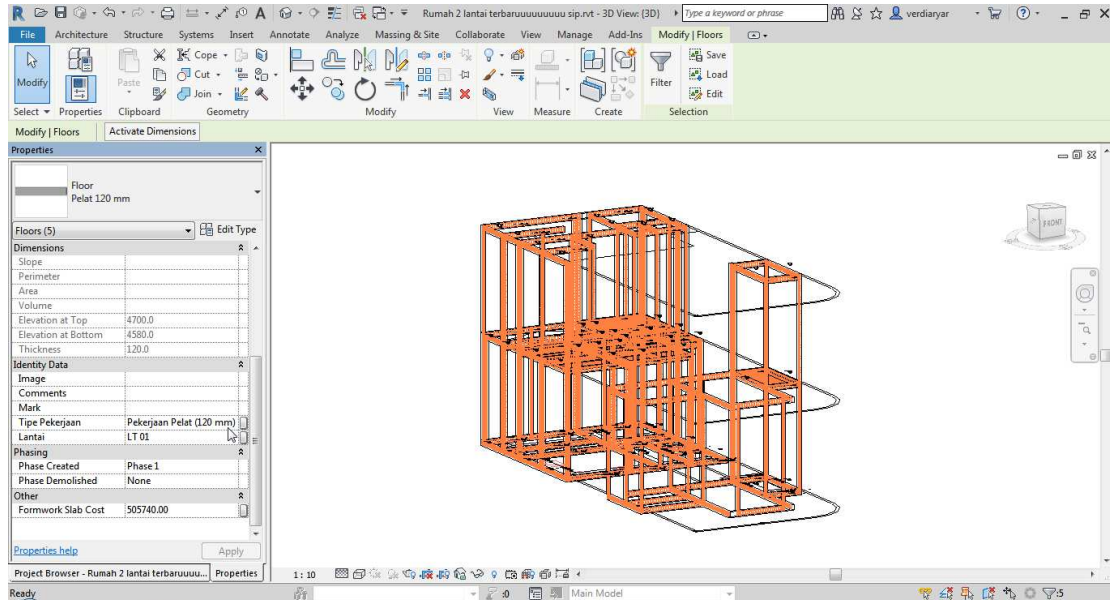 Rumah 2 lantai terbaruuuuuuuuu sip.rvt - 3D View: {3D}
Type a keyword or phrase
verdiaryar
File Architecture Structure Systems Insert Annotate Analyze Massing & Site Collaborate View Manage Add-Ins Modify | Floors
Modify
Paste
Cope
Cut
Join
Filter
Save
Load
Edit
Select Properties Clipboard Geometry Modify View Measure Create Selection
Modify | Floors Activate Dimensions
Properties
Floor
Pelat 120 mm
Floors (5) Edit Type
Dimensions
Slope
Perimeter
Area
Volume
Elevation at Top 4700.0
Elevation at Bottom 4580.0
Thickness 120.0
Identity Data
Image
Comments
Mark
Tipe Pekerjaan Pekerjaan Pelat (120 mm)
Lantai LT 01
Phasing
Phase Created Phase 1
Phase Demolished None
Other
Formwork Slab Cost 505740.00
Properties help Apply
Project Browser - Rumah 2 lantai terbaruuuu... Properties
FRONT
1 : 10
Ready
:0
Main Model
:5